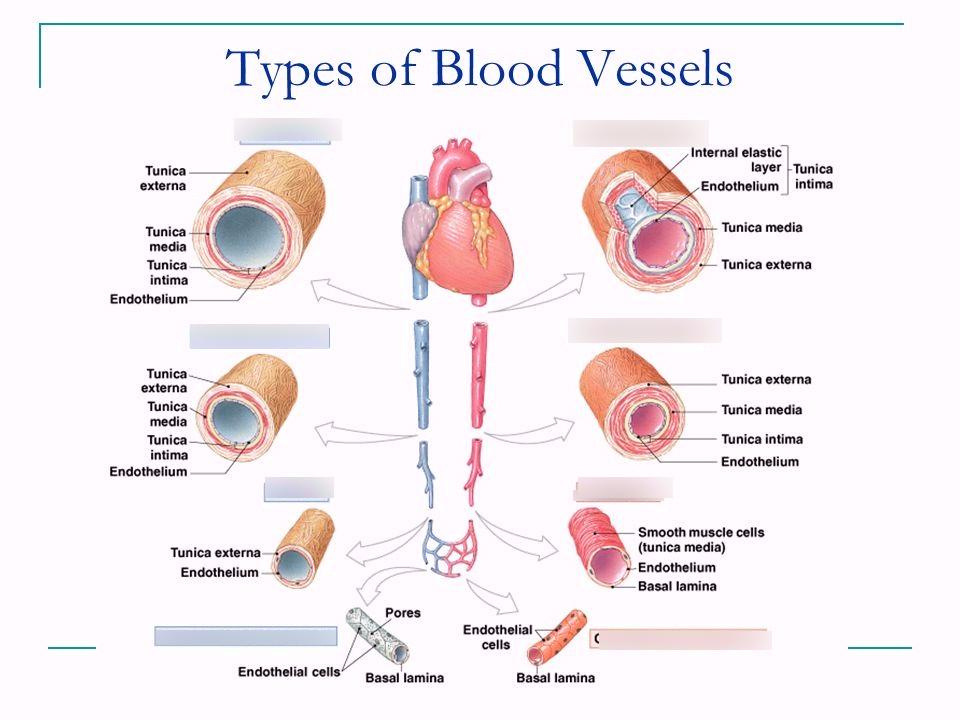 Types of Blood Vessels
Tunica
externa
Tunica
media
Tunica
intima
Endothelium
Internal elastic
layer
Endothelium
Tunica
intima
Tunica media
Tunica externa
Tunica
externa
Tunica
media
Tunica
intima
Endothelium
Tunica externa
Tunica media
Tunica intima
Endothelium
Tunica externa
Endothelium
Smooth muscle cells
(tunica media)
Endothelium
Basal lamina
Pores
Endothelial cells
Basal lamina
Endothelial
cells
Basal lamina